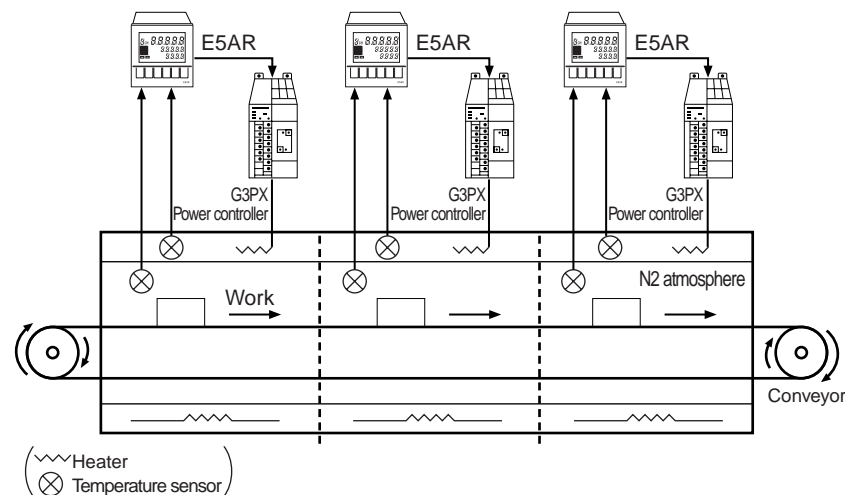 E5AR
E5AR
E5AR
G3PX
Power controller
G3PX
Power controller
G3PX
Power controller
N2 atmosphere
Work
Conveyor
Heater
Temperature sensor